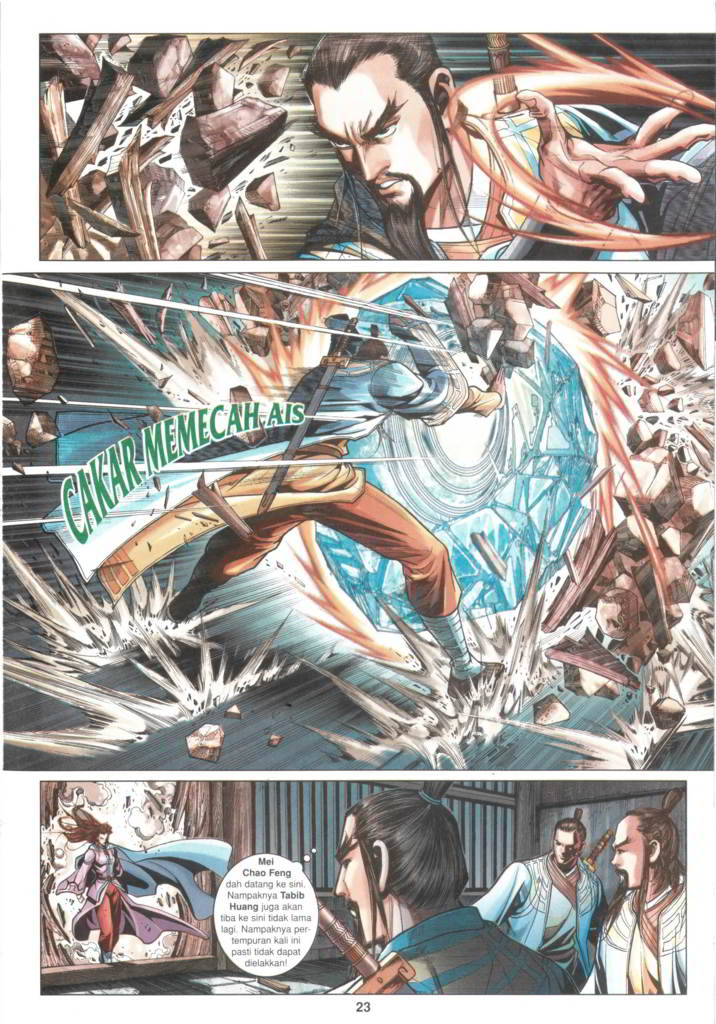 CAKAR MEMECAH AIS
Mei
Chao Feng
dah datang ke sini.
Nampaknya Tabib
Huang juga akan
tiba ke sini tidak lama
lagi. Nampaknya per-
tempuran kali ini
pasti tidak dapat
dielakkan!
23